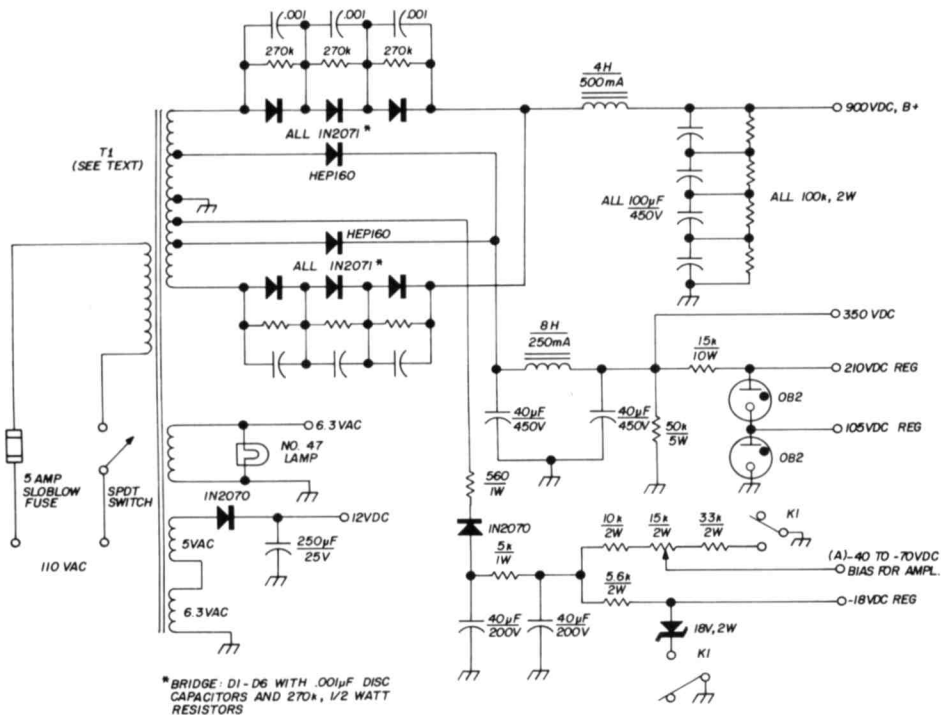 .001 .001 .001
270k 270k 270k
4H
500mA
900VDC, B+
ALL 1N2071*
T1
(SEE TEXT)
HEP160
ALL 100µF
450V
ALL 100k, 2W
HEP160
ALL 1N2071*
350 VDC
8H
250mA
15k
10W
210VDC REG
OB2
40µF
450V
40µF
450V
50k
5W
105VDC REG
OB2
6.3VAC
NO. 47
LAMP
5 AMP
SLOBLOW
FUSE
SPDT
SWITCH
110 VAC
1N2070
12VDC
5VAC
250µF
25V
6.3VAC
560
1W
1N2070
5k
1W
10k
2W
15k
2W
33k
2W
K1
(A)-40 TO -70VDC
BIAS FOR AMPL.
5.6k
2W
-18VDC REG
40µF
200V
40µF
200V
18V, 2W
K1
*BRIDGE: D1-D6 WITH .001µF DISC
CAPACITORS AND 270k, 1/2 WATT
RESISTORS